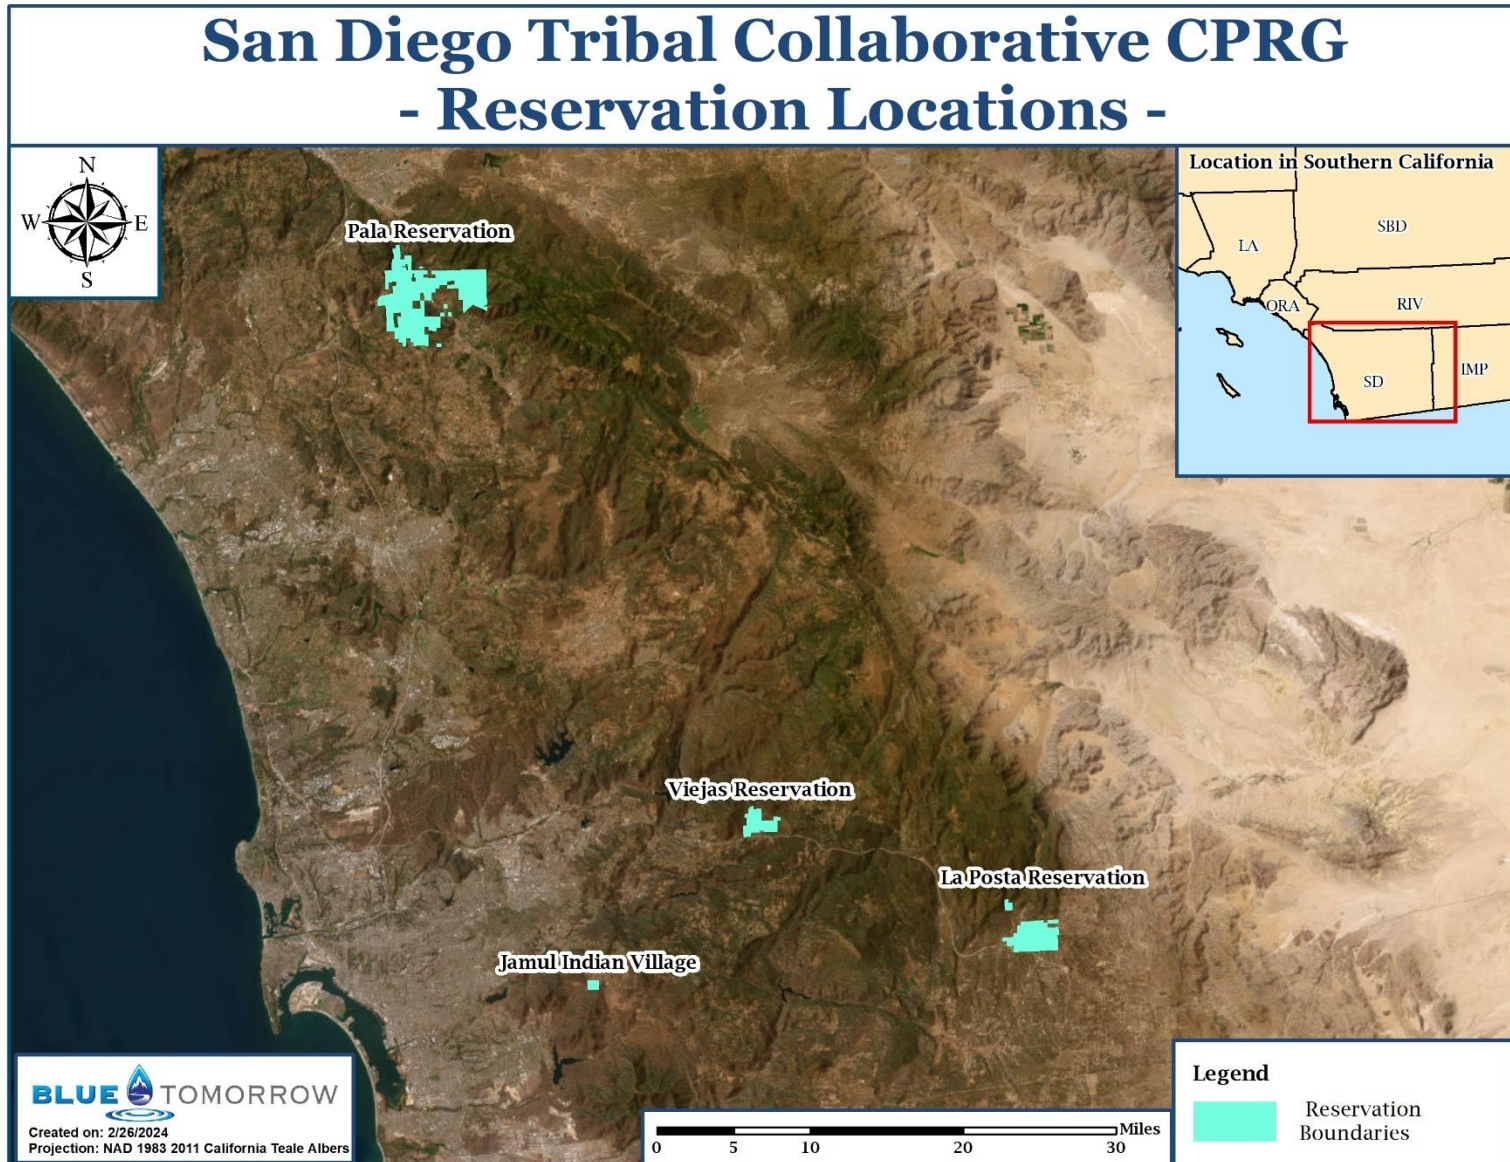 San Diego Tribal Collaborative CPRG
- Reservation Locations -
N
W E
S
Location in Southern California
LA
SBD
ORA
RIV
SD
IMP
Pala Reservation
Viejas Reservation
La Posta Reservation
Jamul Indian Village
BLUE TOMORROW
Created on: 2/26/2024
Projection: NAD 1983 2011 California Teale Albers
Miles
0 5 10 20 30
Legend
Reservation
Boundaries